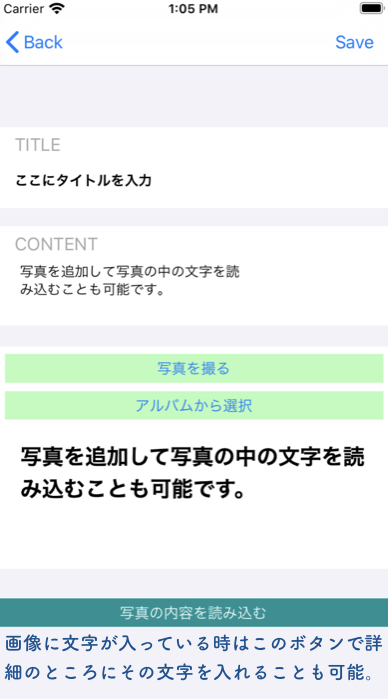 Carrier 1:05 PM
Back Save
TITLE
ここにタイトルを入力
CONTENT
写真を追加して写真の中の文字を読
み込むことも可能です。
写真を撮る
アルバムから選択
写真を追加して写真の中の文字を読
み込むことも可能です。
写真の内容を読み込む
画像に文字が入っている時はこのボタンで詳
細のところにその文字を入れることも可能。